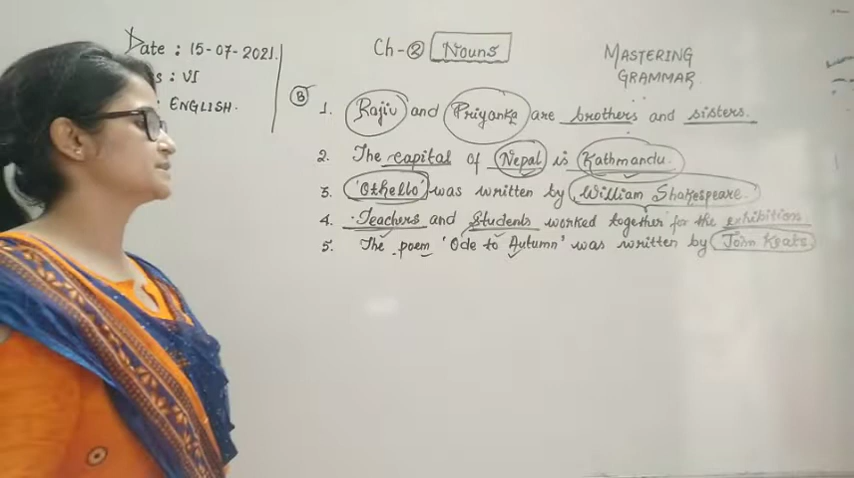 Date : 15-07-2021.
s : VI
: ENGLISH.
Ch-② Nouns
MASTERING
GRAMMAR
Ⓑ
1. Rajiv and Priyanka are brothers and sisters.
2. The capital of Nepal is Kathmandu.
3. 'Othello' was written by William Shakespeare.
4. Teachers and Students worked together for the exhibition.
5. The poem 'Ode to Autumn' was written by John Keats